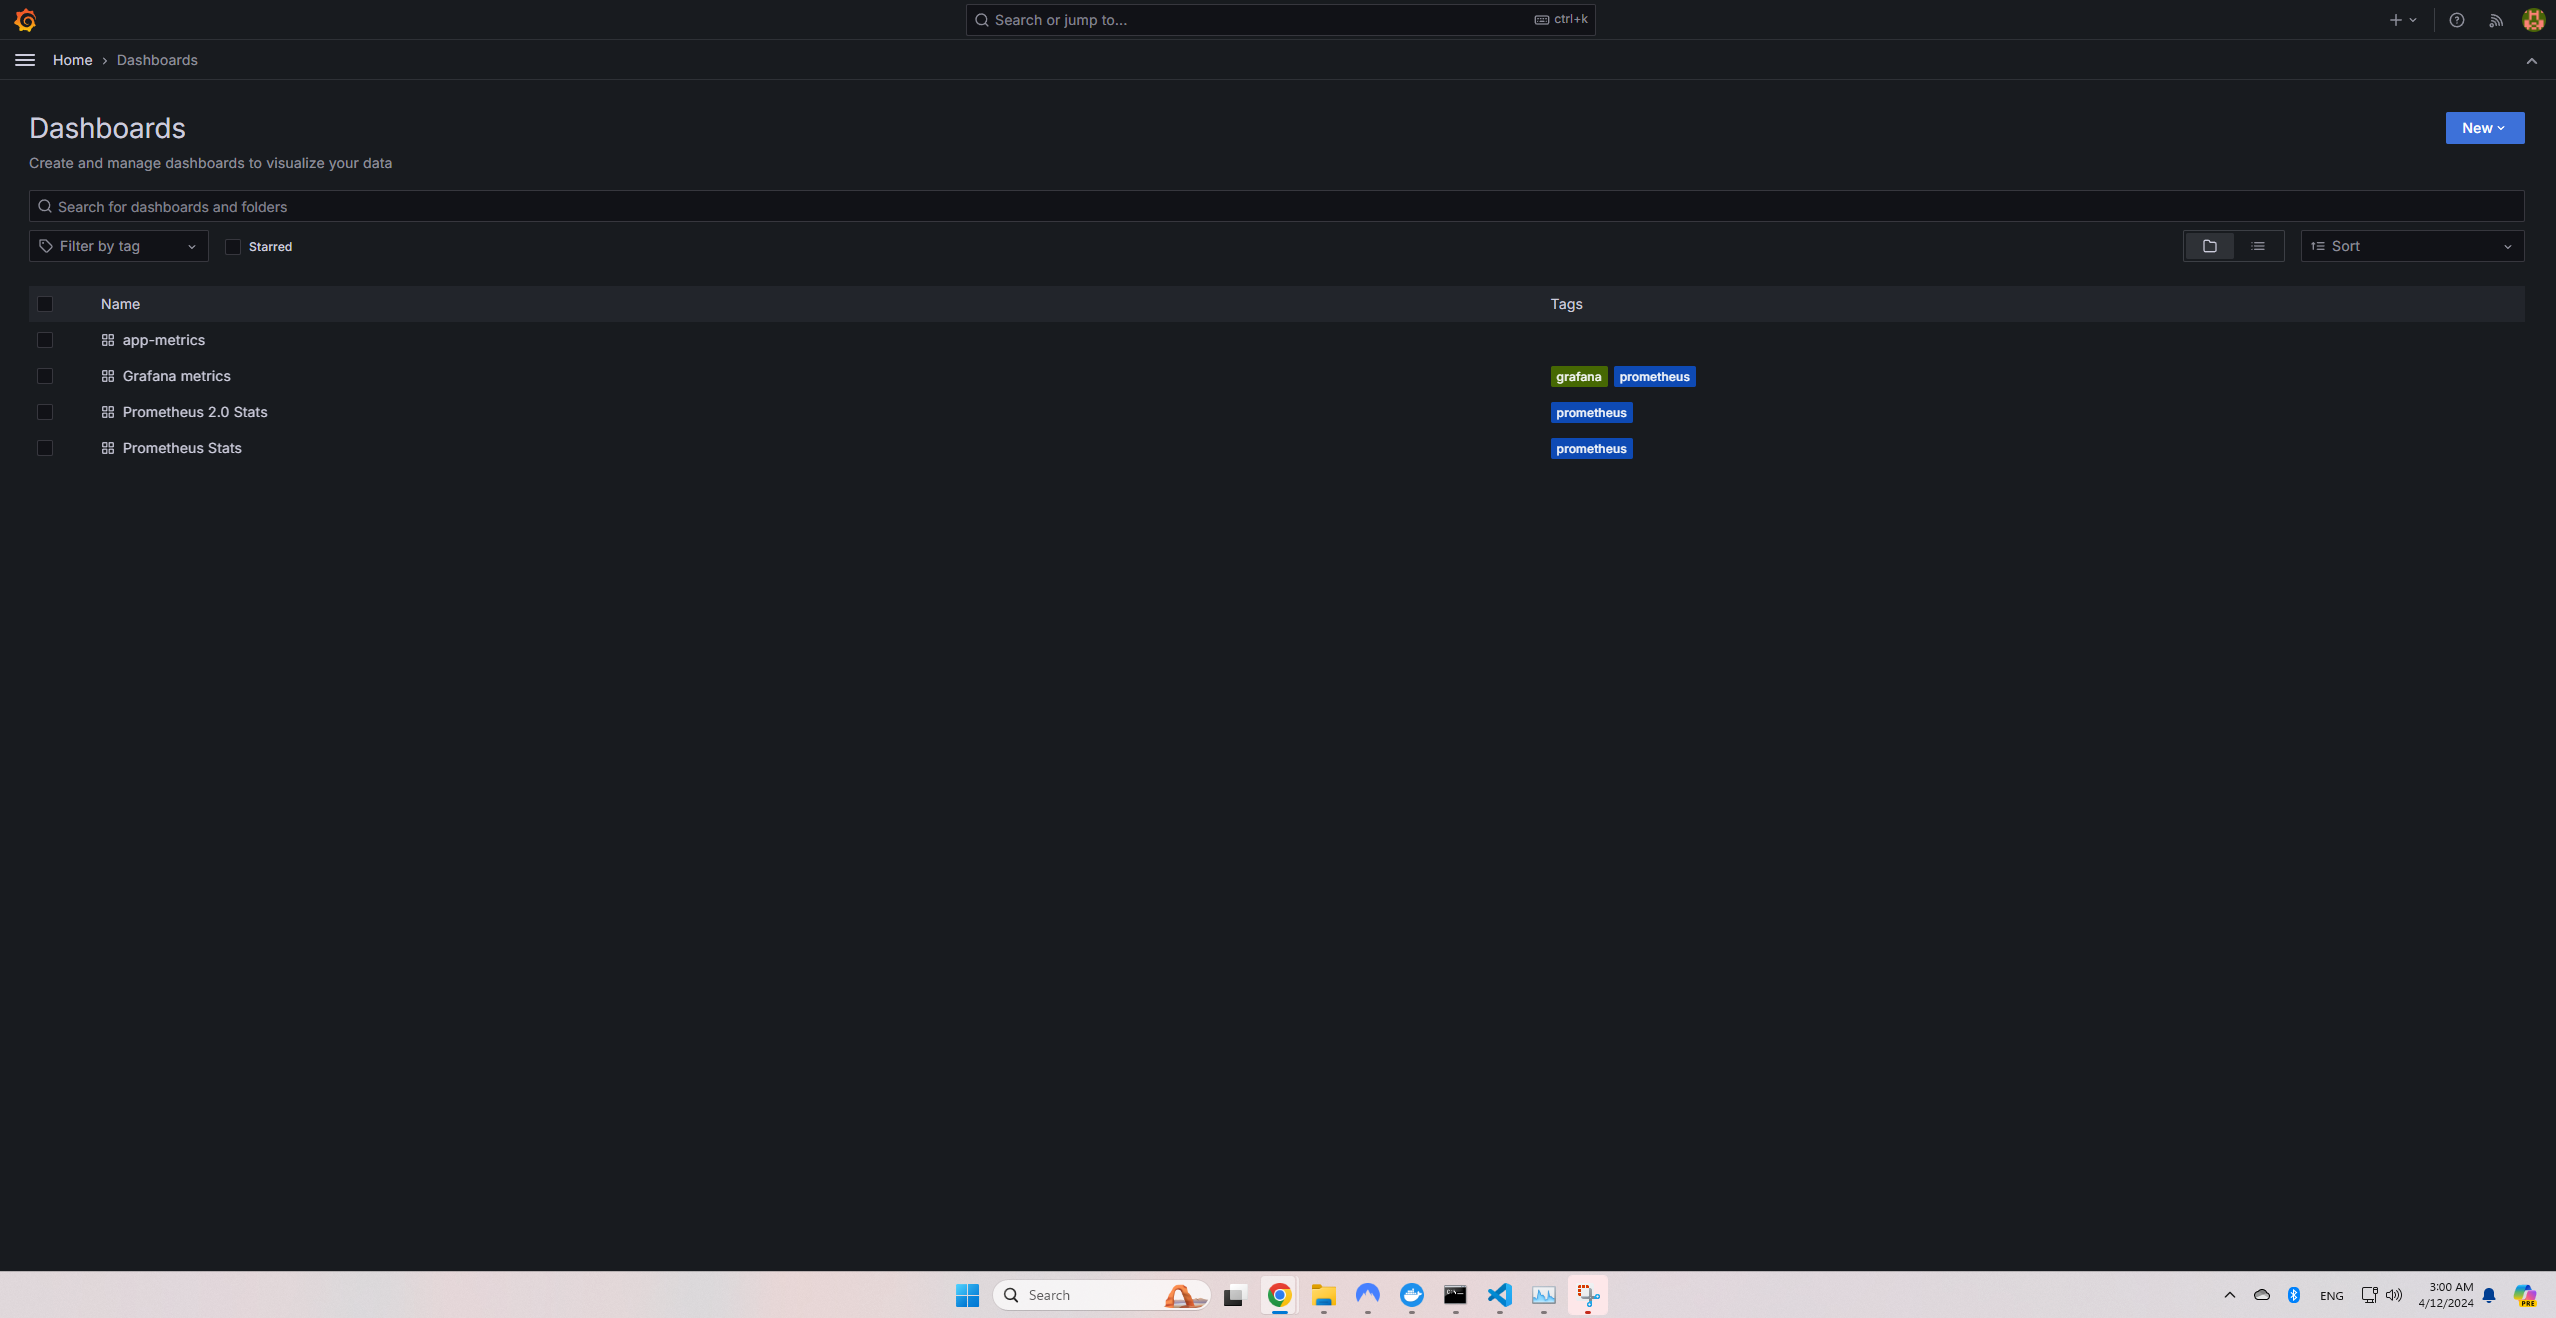 Search or jump to...
ctrl+k
Home › Dashboards
Dashboards
New
Create and manage dashboards to visualize your data
Search for dashboards and folders
Filter by tag
Starred
Sort
Name
Tags
app-metrics
Grafana metrics
grafana prometheus
Prometheus 2.0 Stats
prometheus
Prometheus Stats
prometheus
Search
ENG
3:00 AM
4/12/2024
PRE